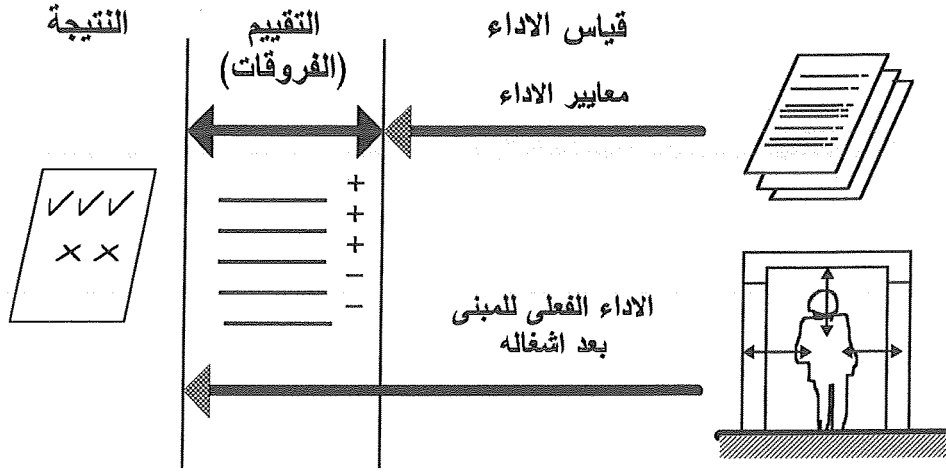 قياس الاداء
التقييم
(الفروقات)
النتيجة
معايير الاداء
+
+
+
−
−
الاداء الفعلى للمبنى
بعد اشغاله